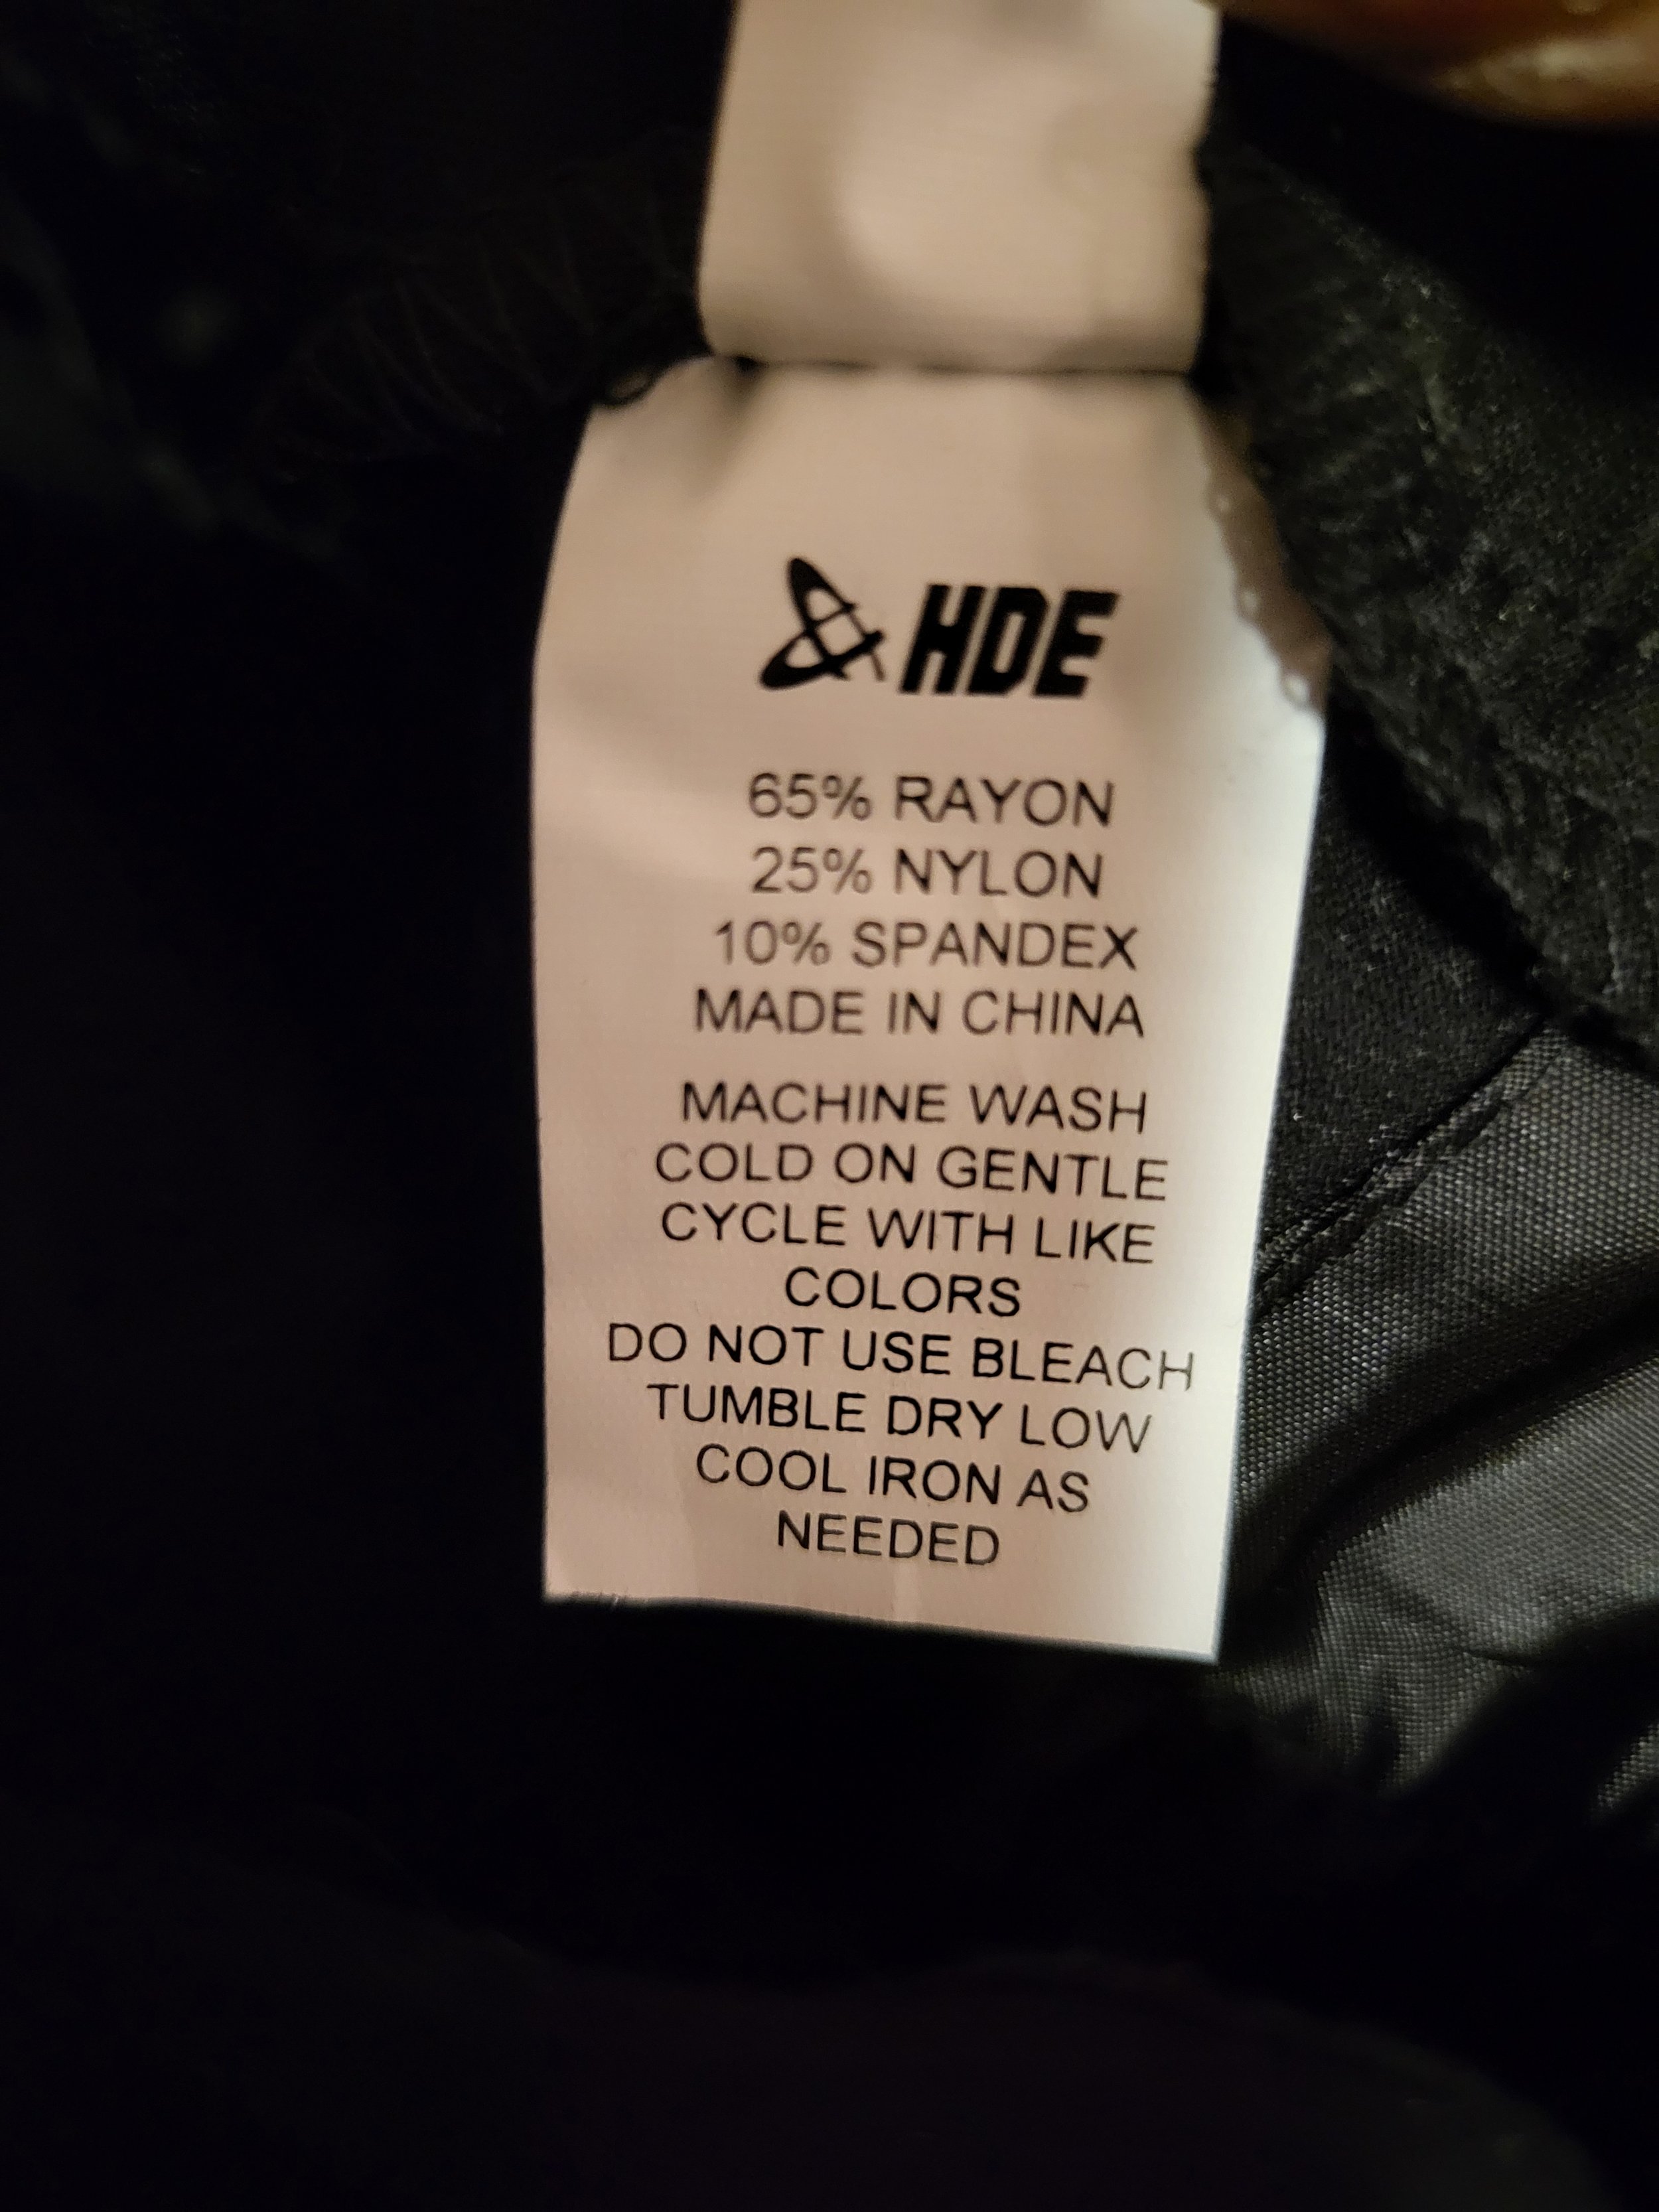 HDE
65% RAYON
25% NYLON
10% SPANDEX
MADE IN CHINA
MACHINE WASH
COLD ON GENTLE
CYCLE WITH LIKE
COLORS
DO NOT USE BLEACH
TUMBLE DRY LOW
COOL IRON AS
NEEDED